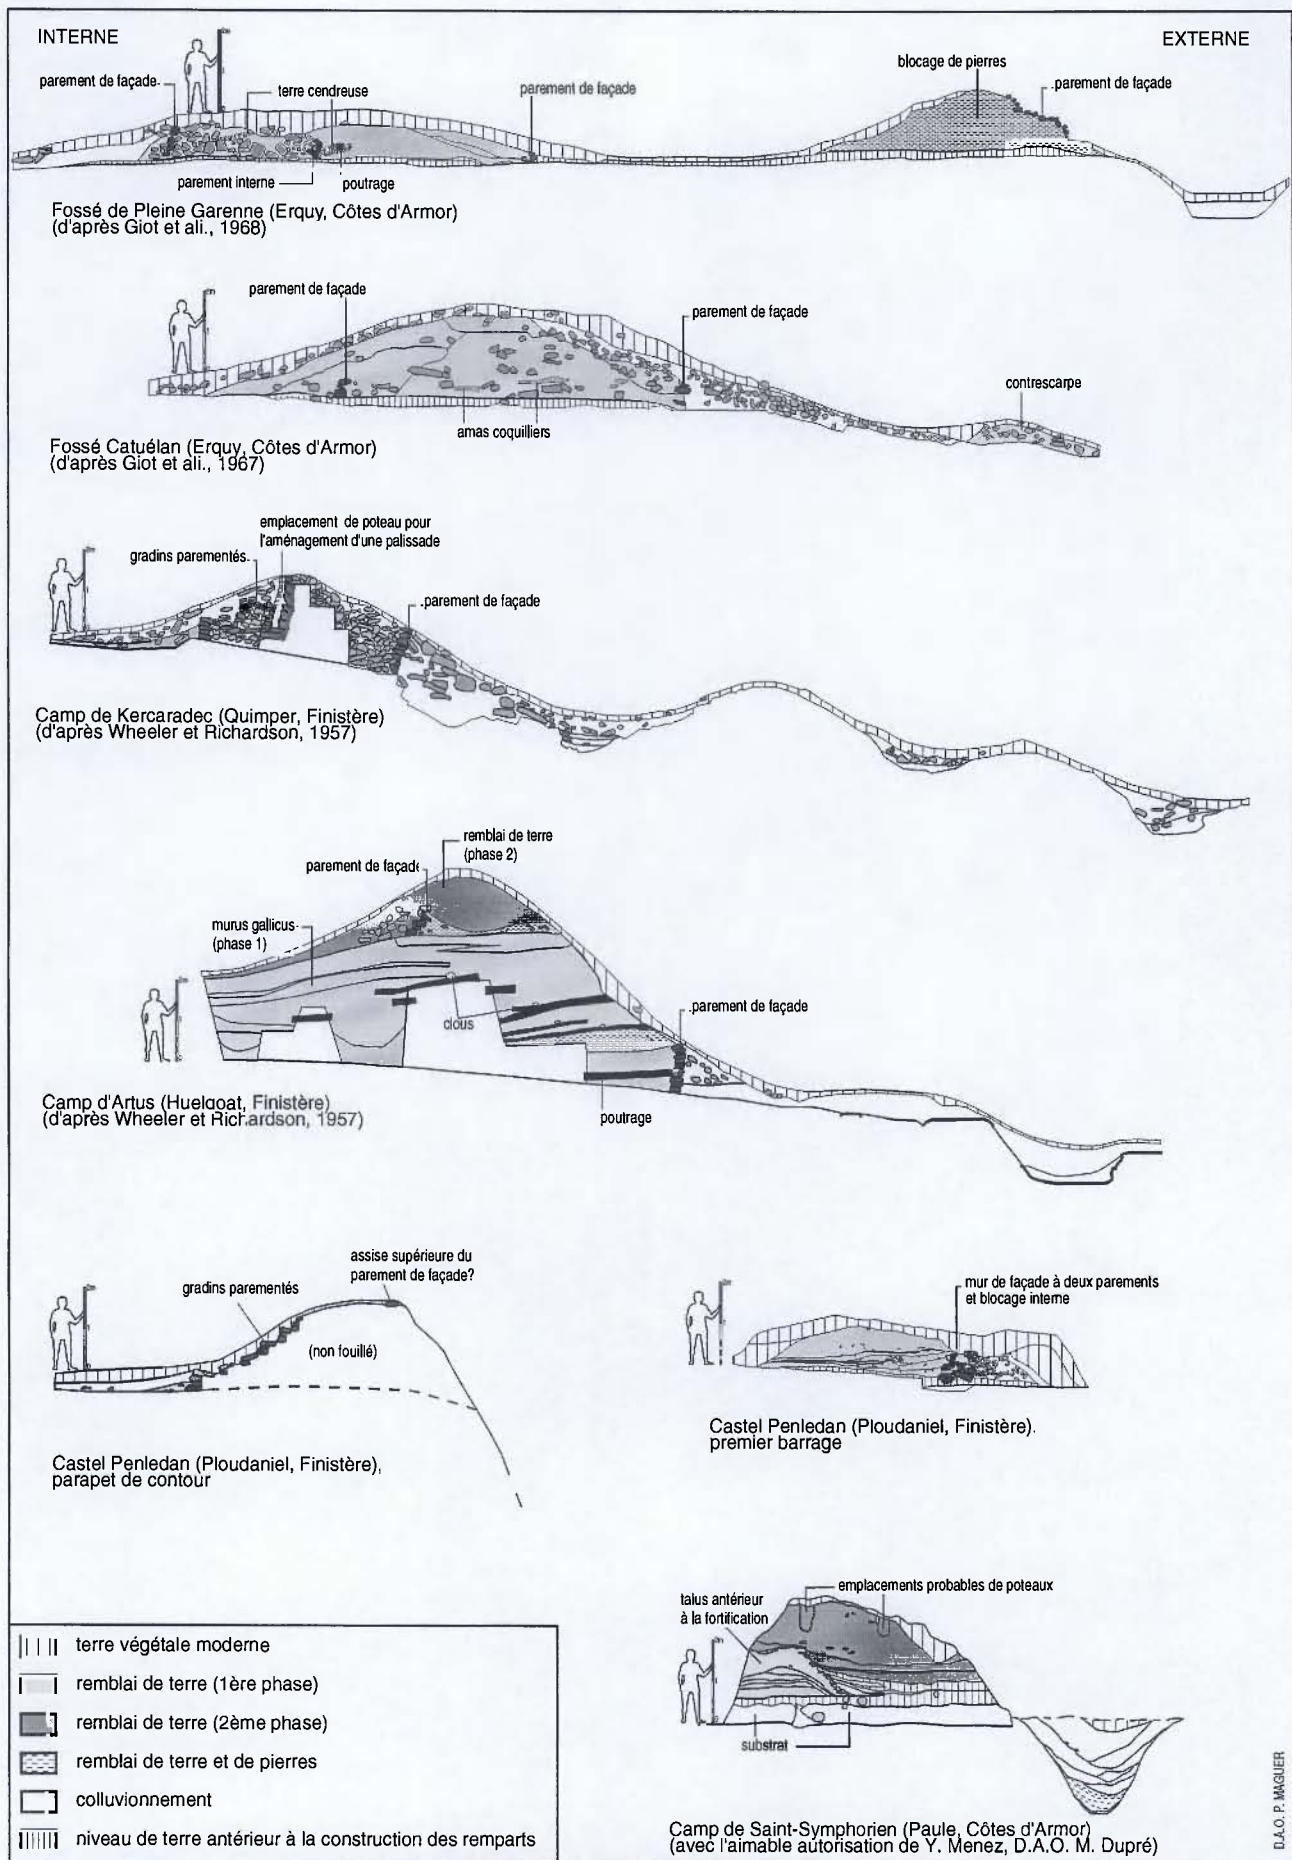 INTERNE
EXTERNE
parement de façade
terre cendreuse
parement de façade
blocage de pierres
parement de façade
parement interne
poutrage
Fossé de Pleine Garenne (Erquy, Côtes d'Armor)
(d'après Giot et ali., 1968)
parement de façade
parement de façade
contrescarpe
amas coquilliers
Fossé Catuélan (Erquy, Côtes d'Armor)
(d'après Giot et ali., 1967)
emplacement de poteau pour
l'aménagement d'une palissade
gradins parementés
parement de façade
Camp de Kercaradec (Quimper, Finistère)
(d'après Wheeler et Richardson, 1957)
remblai de terre
(phase 2)
parement de façade
murus gallicus
(phase 1)
clous
parement de façade
poutrage
Camp d'Artus (Huelgoat, Finistère)
(d'après Wheeler et Richardson, 1957)
assise supérieure du
parement de façade?
gradins parementés
(non fouillé)
Castel Penledan (Ploudaniel, Finistère),
parapet de contour
mur de façade à deux parements
et blocage interne
Castel Penledan (Ploudaniel, Finistère).
premier barrage
emplacements probables de poteaux
talus antérieur
à la fortification
substrat
Camp de Saint-Symphorien (Paule, Côtes d'Armor)
(avec l'aimable autorisation de Y. Menez, D.A.O. M. Dupré)
terre végétale moderne
remblai de terre (1ère phase)
remblai de terre (2ème phase)
remblai de terre et de pierres
colluvionnement
niveau de terre antérieur à la construction des remparts
D.A.O. P. MAGUER